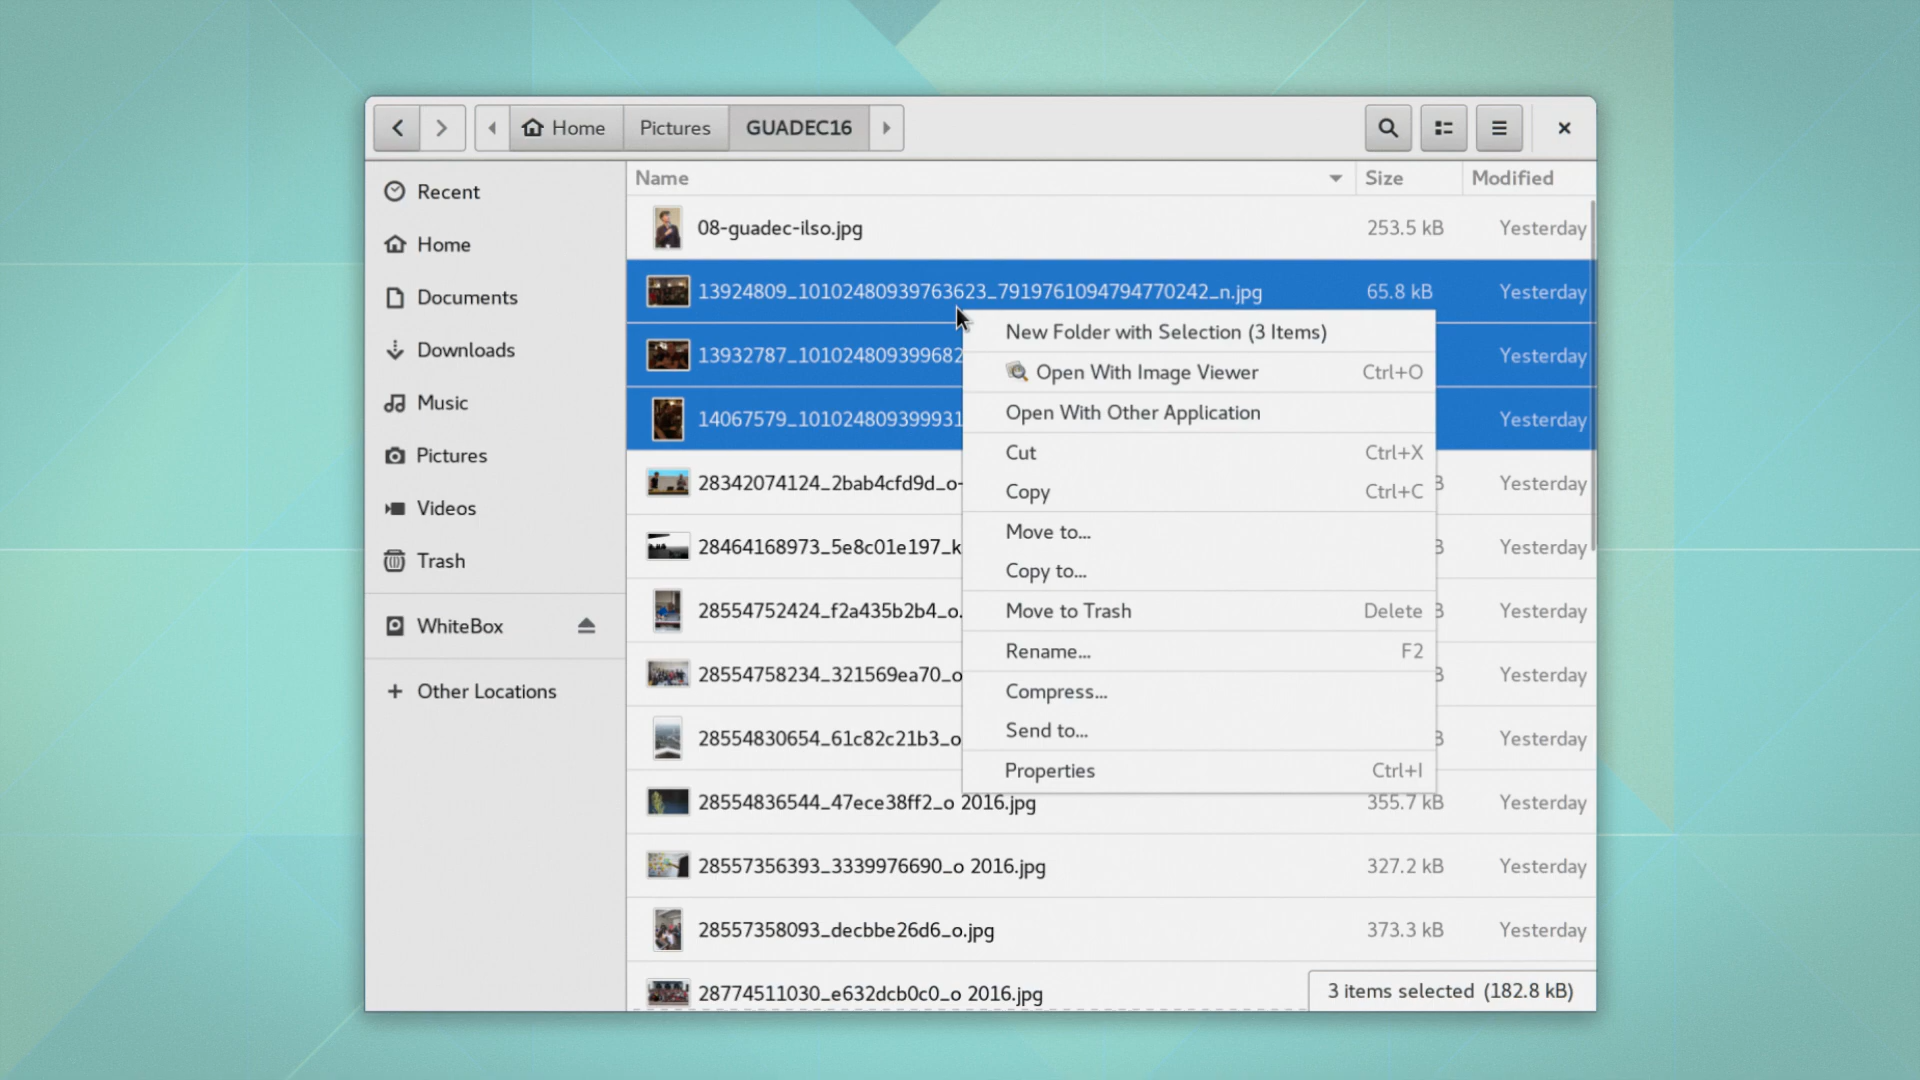 Home Pictures GUADEC16
Recent
Home
Documents
Downloads
Music
Pictures
Videos
Trash
WhiteBox
Other Locations
Name Size Modified
08-guadec-ilso.jpg 253.5 kB Yesterday
13924809_10102480939763623_7919761094794770242_n.jpg 65.8 kB Yesterday
13932787_101024809399682 Yesterday
14067579_101024809399931 Yesterday
28342074124_2bab4cfd9d_o- Yesterday
28464168973_5e8c01e197_k Yesterday
28554752424_f2a435b2b4_o. Yesterday
28554758234_321569ea70_o Yesterday
28554830654_61c82c21b3_o Yesterday
28554836544_47ece38ff2_o 2016.jpg 355.7 kB Yesterday
28557356393_3339976690_o 2016.jpg 327.2 kB Yesterday
28557358093_decbbe26d6_o.jpg 373.3 kB Yesterday
28774511030_e632dcb0c0_o 2016.jpg
New Folder with Selection (3 Items)
Open With Image Viewer Ctrl+O
Open With Other Application
Cut Ctrl+X
Copy Ctrl+C
Move to...
Copy to...
Move to Trash Delete
Rename... F2
Compress...
Send to...
Properties Ctrl+I
3 items selected (182.8 kB)